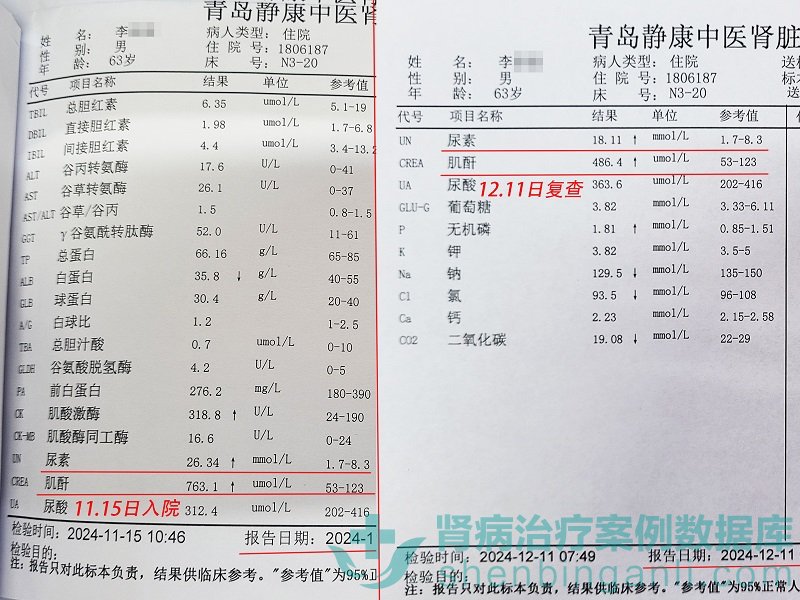 青岛静康中医肾
姓 名: 李
病人类型: 住院
性 别: 男
住 院 号: 1806187
年 龄: 63岁
床 号: N3-20
代号 项目名称 结果 单位 参考值
TBIL 总胆红素 6.35 umol/L 5.1-19
DBIL 直接胆红素 1.98 umol/L 1.7-6.8
IBIL 间接胆红素 4.4 umol/L 3.4-13.2
ALT 谷丙转氨酶 17.6 U/L 0-41
AST 谷草转氨酶 26.1 U/L 0-37
AST/ALT 谷草/谷丙 1.5 0.8-1.5
GGT γ谷氨酰转肽酶 52.0 U/L 11-61
TP 总蛋白 66.16 g/L 65-85
ALB 白蛋白 35.8 ↓ g/L 40-55
GLB 球蛋白 30.4 g/L 20-40
A/G 白球比 1.2 1-2.5
TBA 总胆汁酸 0.7 umol/L 0-10
GLDH 谷氨酸脱氢酶 4.2 U/L 0-5
PA 前白蛋白 276.2 mg/L 180-390
CK 肌酸激酶 318.8 ↑ U/L 24-190
CK-MB 肌酸酶同工酶 16.6 U/L 0-24
UN 尿素 26.34 ↑ mmol/L 1.7-8.3
CREA 肌酐 763.1 ↑ umol/L 53-123
UA 尿酸 312.4 umol/L 202-416
11.15日入院
检验时间: 2024-11-15 10:46 报告日期: 2024-1
检验目的:
注: 报告只对此标本负责, 结果供临床参考。"参考值"为95%正
青岛静康中医肾脏
姓 名: 李
病人类型: 住院
送检
性 别: 男
住 院 号: 1806187
标
年 龄: 63岁
床 号: N3-20
送
代号 项目名称 结果 单位 参考值
UN 尿素 18.11 ↑ mmol/L 1.7-8.3
CREA 肌酐 486.4 ↑ umol/L 53-123
UA 尿酸 363.6 umol/L 202-416
12.11日复查
GLU-G 葡萄糖 3.82 mmol/L 3.33-6.11
P 无机磷 1.81 ↑ mmol/L 0.85-1.51
K 钾 3.82 mmol/L 3.5-5
Na 钠 129.5 ↓ mmol/L 135-150
Cl 氯 93.5 ↓ mmol/L 96-108
Ca 钙 2.23 mmol/L 2.15-2.58
CO2 二氧化碳 19.08 ↓ mmol/L 22-29
肾病治疗案例数据库
shenbinganli.com
检验时间: 2024-12-11 07:49 报告日期: 2024-12-11
检验目的:
注: 报告只对此标本负责, 结果供临床参考。"参考值"为95%正常人